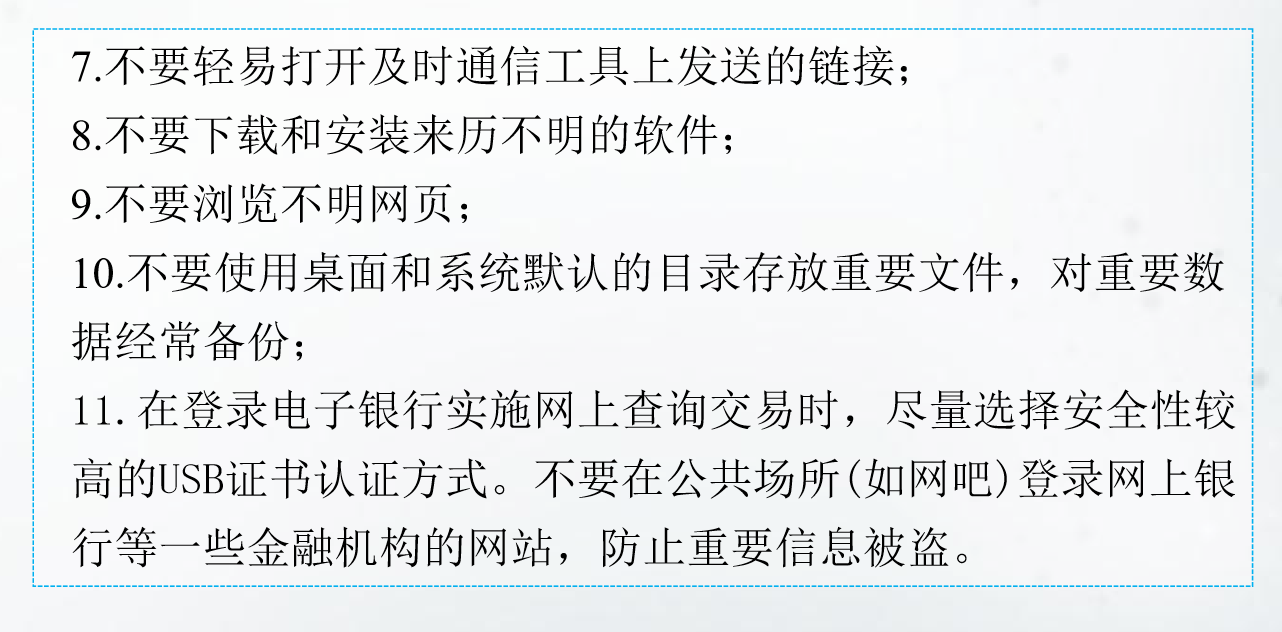 7.不要轻易打开及时通信工具上发送的链接；
8.不要下载和安装来历不明的软件；
9.不要浏览不明网页；
10.不要使用桌面和系统默认的目录存放重要文件，对重要数
据经常备份；
11. 在登录电子银行实施网上查询交易时，尽量选择安全性较
高的USB证书认证方式。不要在公共场所(如网吧)登录网上银
行等一些金融机构的网站，防止重要信息被盗。